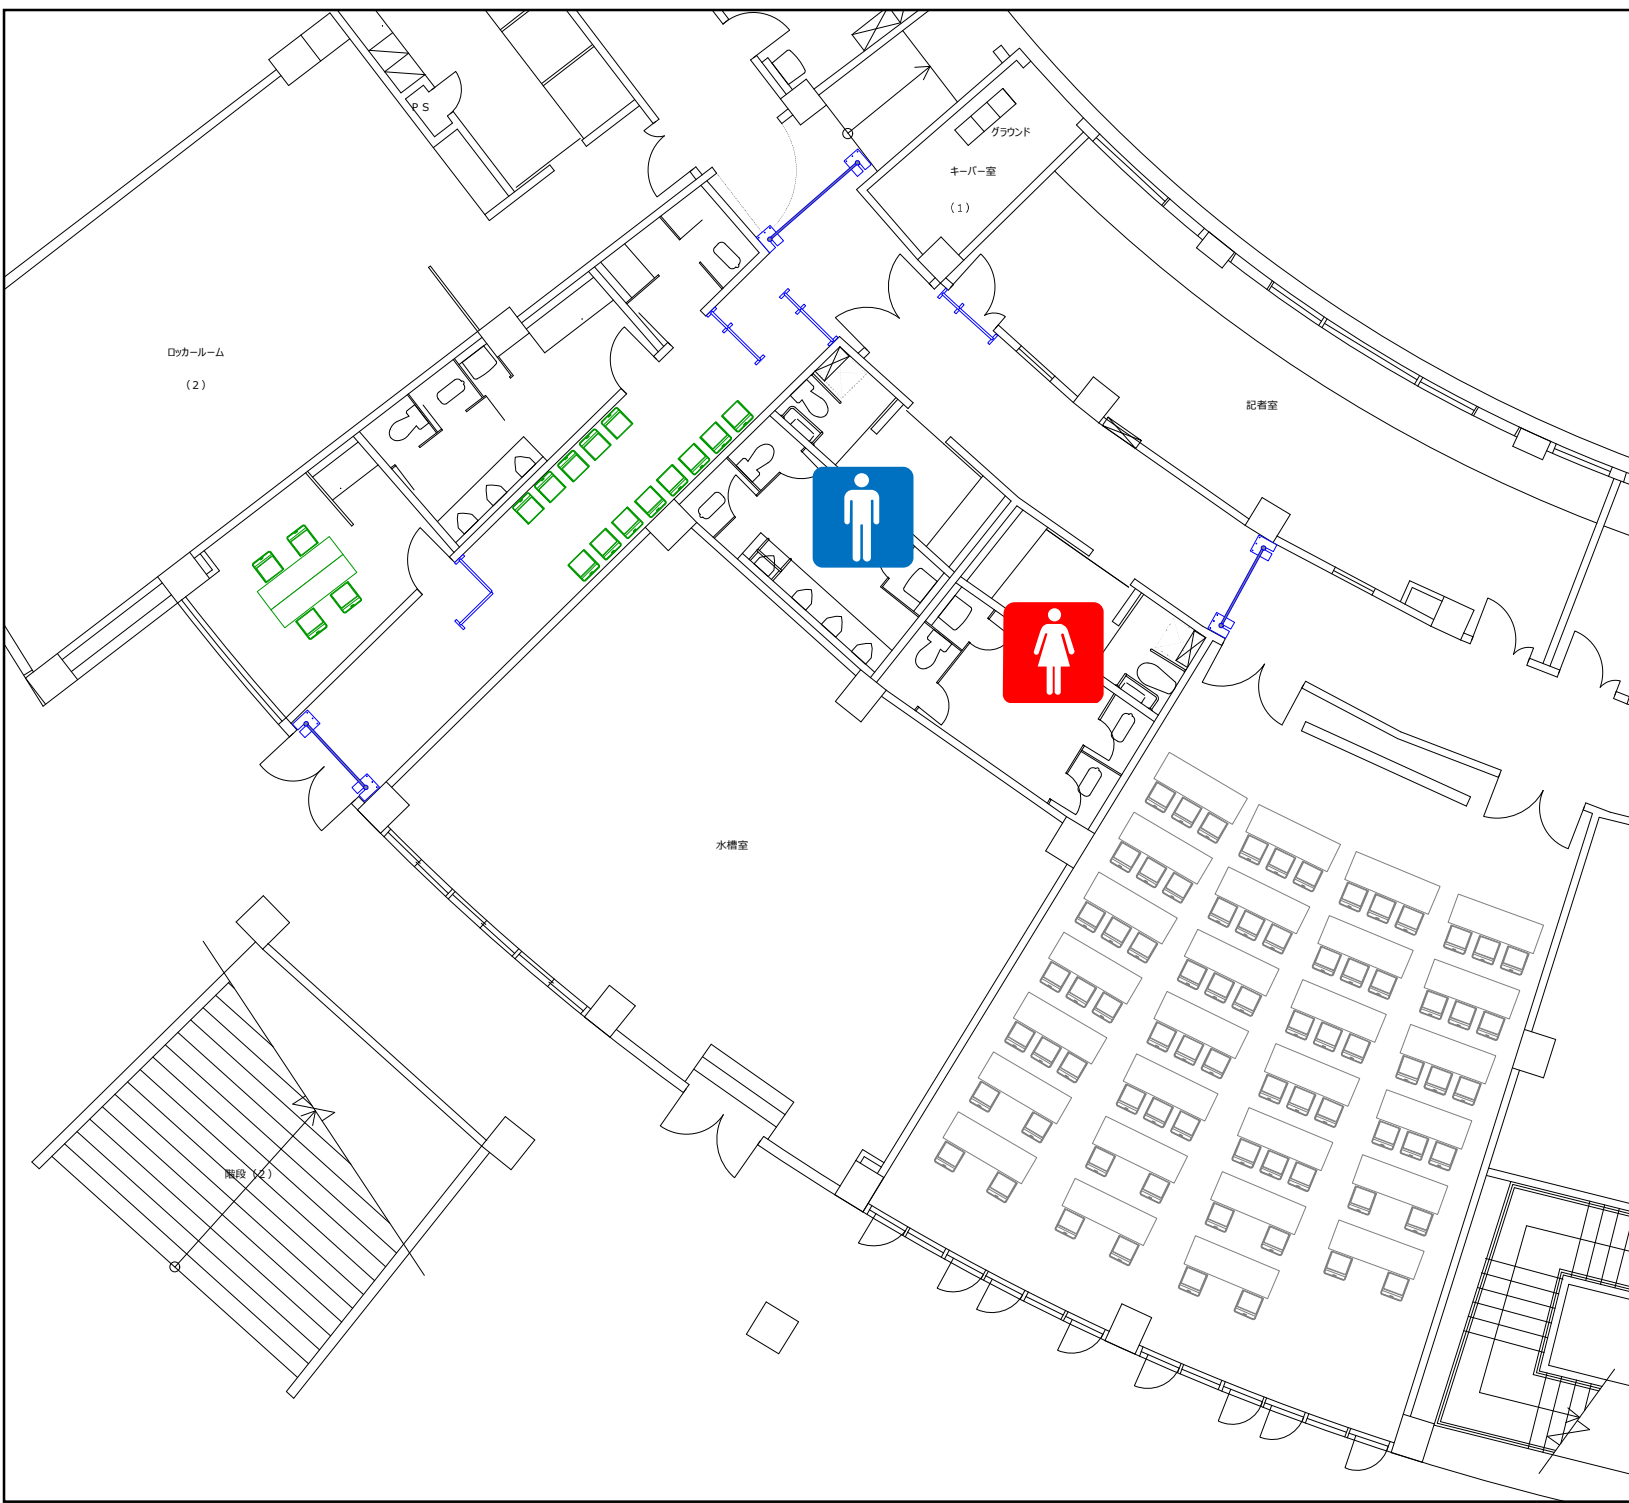 ＰＳ
グラウンド
キーパー室
（1）
ロッカールーム
（2）
記者室
水槽室
階段（2）